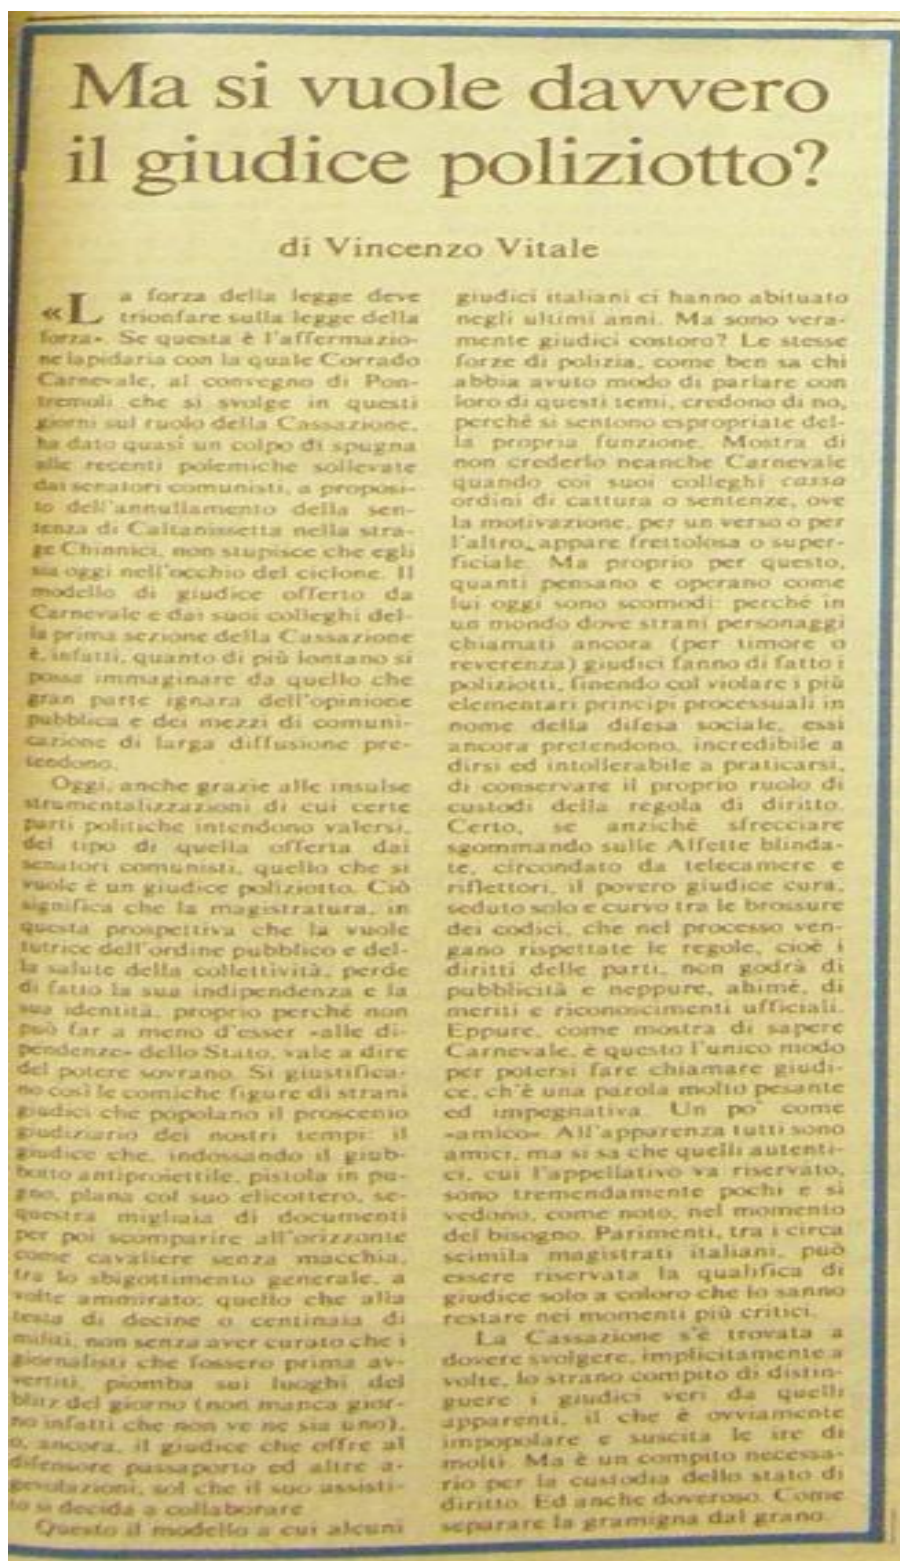 Ma si vuole davvero
il giudice poliziotto?
di Vincenzo Vitale
«La forza della legge deve
trionfare sulla legge della
forza». Se questa è l'affermazio-
ne lapidaria con la quale Corrado
Carnevale, al convegno di Pon-
tremoli che si svolge in questi
giorni sul ruolo della Cassazione,
ha dato quasi un colpo di spugna
alle recenti polemiche sollevate
dai senatori comunisti, a proposi-
to dell'annullamento della sen-
tenza di Caltanissetta nella stra-
ge Chinnici, non stupisce che egli
sia oggi nell'occhio del ciclone. Il
modello di giudice offerto da
Carnevale e dai suoi colleghi del-
la prima sezione della Cassazione
è, infatti, quanto di più lontano si
possa immaginare da quello che
gran parte ignara dell'opinione
pubblica e dei mezzi di comuni-
cazione di larga diffusione pre-
tendono.
Oggi, anche grazie alle insulse
strumentalizzazioni di cui certe
parti politiche intendono valersi,
del tipo di quella offerta dai
senatori comunisti, quello che si
vuole è un giudice poliziotto. Ciò
significa che la magistratura, in
questa prospettiva che la vuole
tutrice dell'ordine pubblico e del-
la salute della collettività, perde
di fatto la sua indipendenza e la
sua identità, proprio perché non
può far a meno d'esser «alle di-
pendenze» dello Stato, vale a dire
del potere sovrano. Si giustifica-
no così le comiche figure di strani
giudici che popolano il proscenio
giudiziario dei nostri tempi: il
giudice che, indossando il giub-
botto antiproiettile, pistola in pu-
gno, plana col suo elicottero, se-
questra migliaia di documenti
per poi scomparire all'orizzonte
come cavaliere senza macchia,
tra lo sbigottimento generale, a
volte ammirato; quello che alla
testa di decine o centinaia di
militi, non senza aver curato che i
giornalisti che fossero prima av-
vertiti, piomba sui luoghi del
blitz del giorno (non manca gior-
no infatti che non ve ne sia uno),
o, ancora, il giudice che offre al
difensore passaporto ed altre a-
gevolazioni, sol che il suo assisti-
to si decida a collaborare
Questo il modello a cui alcuni
giudici italiani ci hanno abituato
negli ultimi anni. Ma sono vera-
mente giudici costoro? Le stesse
forze di polizia, come ben sa chi
abbia avuto modo di parlare con
loro di questi temi, credono di no,
perché si sentono espropriate del-
la propria funzione. Mostra di
non crederlo neanche Carnevale
quando coi suoi colleghi cassa
ordini di cattura o sentenze, ove
la motivazione, per un verso o per
l'altro, appare frettolosa o super-
ficiale. Ma proprio per questo,
quanti pensano e operano come
lui oggi sono scomodi: perché in
un mondo dove strani personaggi
chiamati ancora (per timore o
reverenza) giudici fanno di fatto i
poliziotti, finendo col violare i più
elementari principi processuali in
nome della difesa sociale, essi
ancora pretendono, incredibile a
dirsi ed intollerabile a praticarsi,
di conservare il proprio ruolo di
custodi della regola di diritto.
Certo, se anziché sfrecciare
sgommando sulle Alfette blinda-
te, circondato da telecamere e
riflettori, il povero giudice cura,
seduto solo e curvo tra le brossure
dei codici, che nel processo ven-
gano rispettate le regole, cioè i
diritti delle parti, non godrà di
pubblicità e neppure, ahimè, di
meriti e riconoscimenti ufficiali.
Eppure, come mostra di sapere
Carnevale, è questo l'unico modo
per potersi fare chiamare giudi-
ce, ch'è una parola molto pesante
ed impegnativa. Un po' come
«amico». All'apparenza tutti sono
amici, ma si sa che quelli autenti-
ci, cui l'appellativo va riservato,
sono tremendamente pochi e si
vedono, come noto, nel momento
del bisogno. Parimenti, tra i circa
seimila magistrati italiani, può
essere riservata la qualifica di
giudice solo a coloro che lo sanno
restare nei momenti più critici.
La Cassazione s'è trovata a
dovere svolgere, implicitamente a
volte, lo strano compito di distin-
guere i giudici veri da quelli
apparenti, il che è ovviamente
impopolare e suscita le ire di
molti. Ma è un compito necessa-
rio per la custodia dello stato di
diritto. Ed anche doveroso. Come
separare la gramigna dal grano.